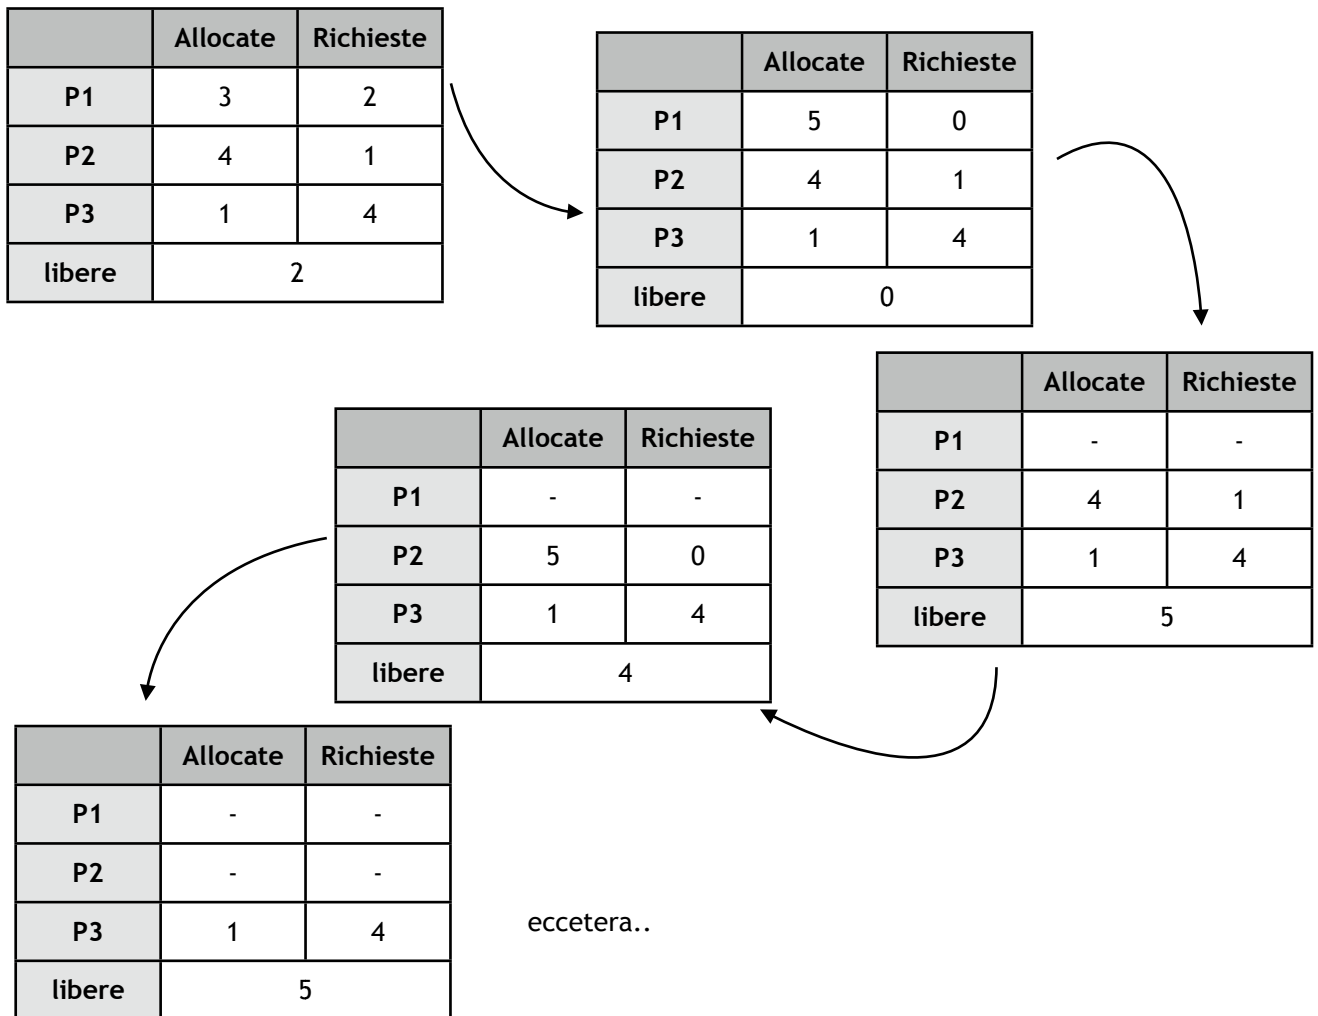 Allocate Richieste
P1 3 2
P2 4 1
P3 1 4
libere 2
Allocate Richieste
P1 5 0
P2 4 1
P3 1 4
libere 0
Allocate Richieste
P1 - -
P2 4 1
P3 1 4
libere 5
Allocate Richieste
P1 - -
P2 5 0
P3 1 4
libere 4
Allocate Richieste
P1 - -
P2 - -
P3 1 4
libere 5
eccetera..